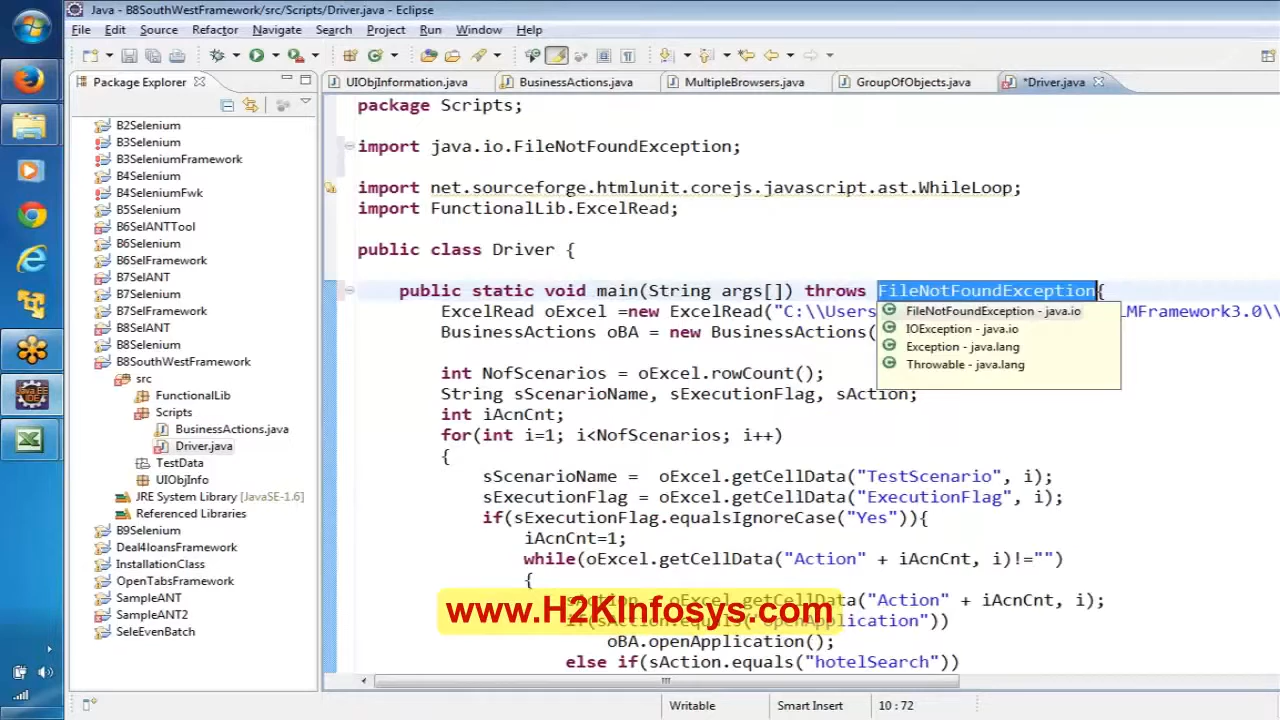 Java - B8SouthWestFramework/src/Scripts/Driver.java - Eclipse
File Edit Source Refactor Navigate Search Project Run Window Help
Package Explorer
UIObjInformation.java BusinessActions.java MultipleBrowsers.java GroupOfObjects.java *Driver.java
B2Selenium
B3Selenium
B3SeleniumFramework
B4Selenium
B4SeleniumFwk
B5Selenium
B6SelANTTool
B6Selenium
B6SelFramework
B7SelANT
B7Selenium
B7SelFramework
B8SelANT
B8Selenium
B8SouthWestFramework
src
FunctionalLib
Scripts
BusinessActions.java
Driver.java
TestData
UIObjInfo
JRE System Library [JavaSE-1.6]
Referenced Libraries
B9Selenium
Deal4loansFramework
InstallationClass
OpenTabsFramework
SampleANT
SampleANT2
SeleEvenBatch
package Scripts;
import java.io.FileNotFoundException;
import net.sourceforge.htmlunit.corejs.javascript.ast.WhileLoop;
import FunctionalLib.ExcelRead;
public class Driver {
public static void main(String args[]) throws FileNotFoundException{
ExcelRead oExcel =new ExcelRead("C:\\Users MFramework3.0\\
BusinessActions oBA = new BusinessActions(
FileNotFoundException - java.io
IOException - java.io
Exception - java.lang
Throwable - java.lang
int NofScenarios = oExcel.rowCount();
String sScenarioName, sExecutionFlag, sAction;
int iAcnCnt;
for(int i=1; i<NofScenarios; i++)
{
sScenarioName = oExcel.getCellData("TestScenario", i);
sExecutionFlag = oExcel.getCellData("ExecutionFlag", i);
if(sExecutionFlag.equalsIgnoreCase("Yes")){
iAcnCnt=1;
while(oExcel.getCellData("Action" + iAcnCnt, i)!="")
{
sAction = oExcel.getCellData("Action" + iAcnCnt, i);
if(sAction.equals("openApplication"))
oBA.openApplication();
else if(sAction.equals("hotelSearch"))
www.H2KInfosys.com
Writable Smart Insert 10 : 72